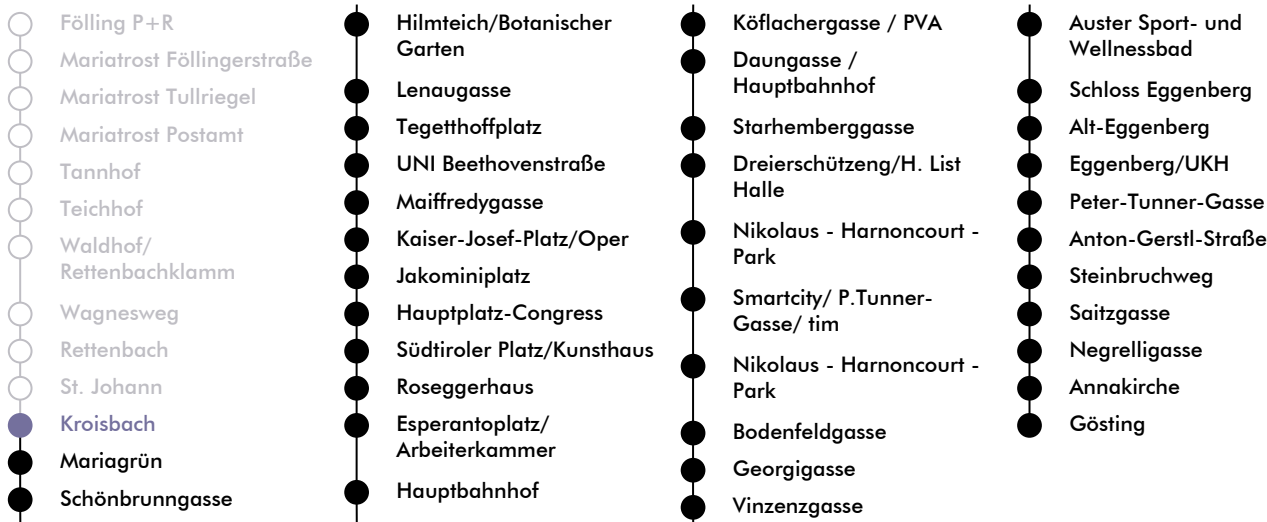 Fölling P+R
Mariatrost Föllingerstraße
Mariatrost Tullriegel
Mariatrost Postamt
Tannhof
Teichhof
Waldhof/
Rettenbachklamm
Wagnesweg
Rettenbach
St. Johann
Kroisbach
Mariagrün
Schönbrunngasse
Hilmteich/Botanischer
Garten
Lenaugasse
Tegetthoffplatz
UNI Beethovenstraße
Maiffredygasse
Kaiser-Josef-Platz/Oper
Jakominiplatz
Hauptplatz-Congress
Südtiroler Platz/Kunsthaus
Roseggerhaus
Esperantoplatz/
Arbeiterkammer
Hauptbahnhof
Köflachergasse / PVA
Daungasse /
Hauptbahnhof
Starhemberggasse
Dreierschützeng/H. List
Halle
Nikolaus - Harnoncourt -
Park
Smartcity/ P.Tunner-
Gasse/ tim
Nikolaus - Harnoncourt -
Park
Bodenfeldgasse
Georgigasse
Vinzenzgasse
Auster Sport- und
Wellnessbad
Schloss Eggenberg
Alt-Eggenberg
Eggenberg/UKH
Peter-Tunner-Gasse
Anton-Gerstl-Straße
Steinbruchweg
Saitzgasse
Negrelligasse
Annakirche
Gösting